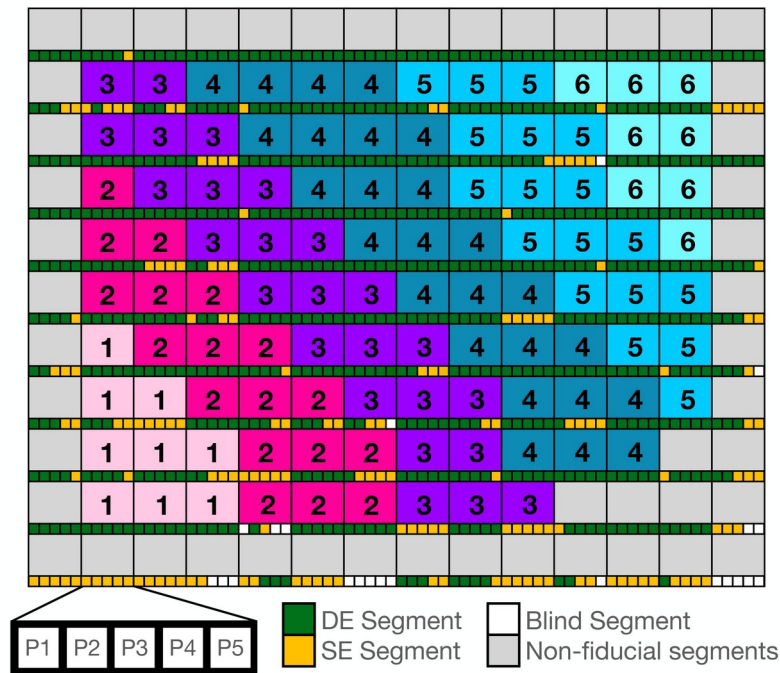 3 3 4 4 4 4 5 5 5 6 6 6
3 3 3 4 4 4 4 5 5 5 6 6
2 3 3 3 4 4 4 5 5 5 6 6
2 2 3 3 3 4 4 4 5 5 5 6
2 2 2 3 3 3 4 4 4 5 5 5
1 2 2 2 3 3 3 4 4 4 5 5
1 1 2 2 2 3 3 3 4 4 4 5
1 1 1 2 2 2 3 3 4 4 4
1 1 1 2 2 2 3 3 3
P1 P2 P3 P4 P5
DE Segment
SE Segment
Blind Segment
Non-fiducial segments